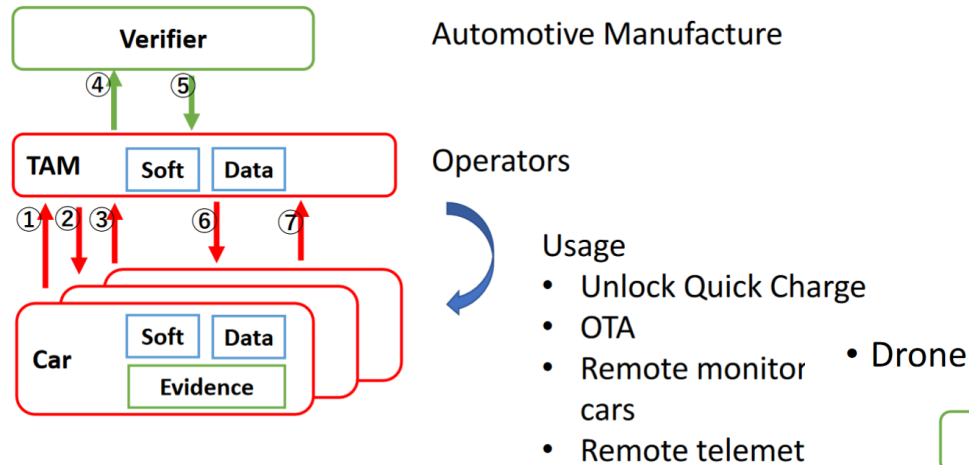 Verifier
Automotive Manufacture
④
⑤
TAM
Soft
Data
Operators
①
②
③
⑥
⑦
Usage
• Unlock Quick Charge
• OTA
• Remote monitor
cars
• Remote telemet
• Drone
Car
Soft
Data
Evidence